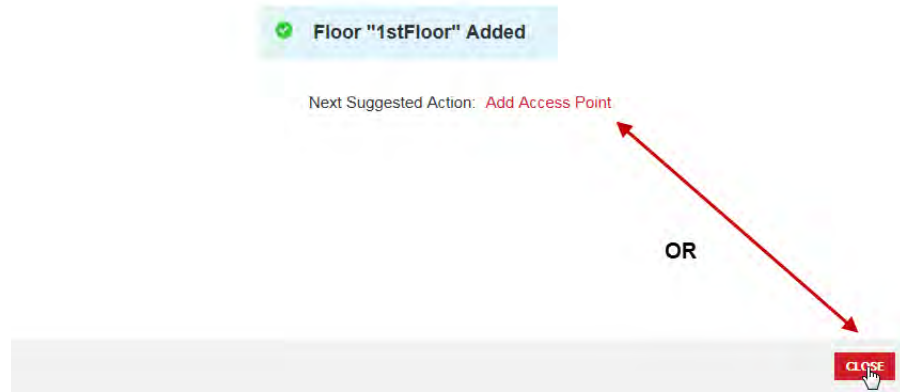 Floor "1stFloor" Added
Next Suggested Action: Add Access Point
OR
CLOSE